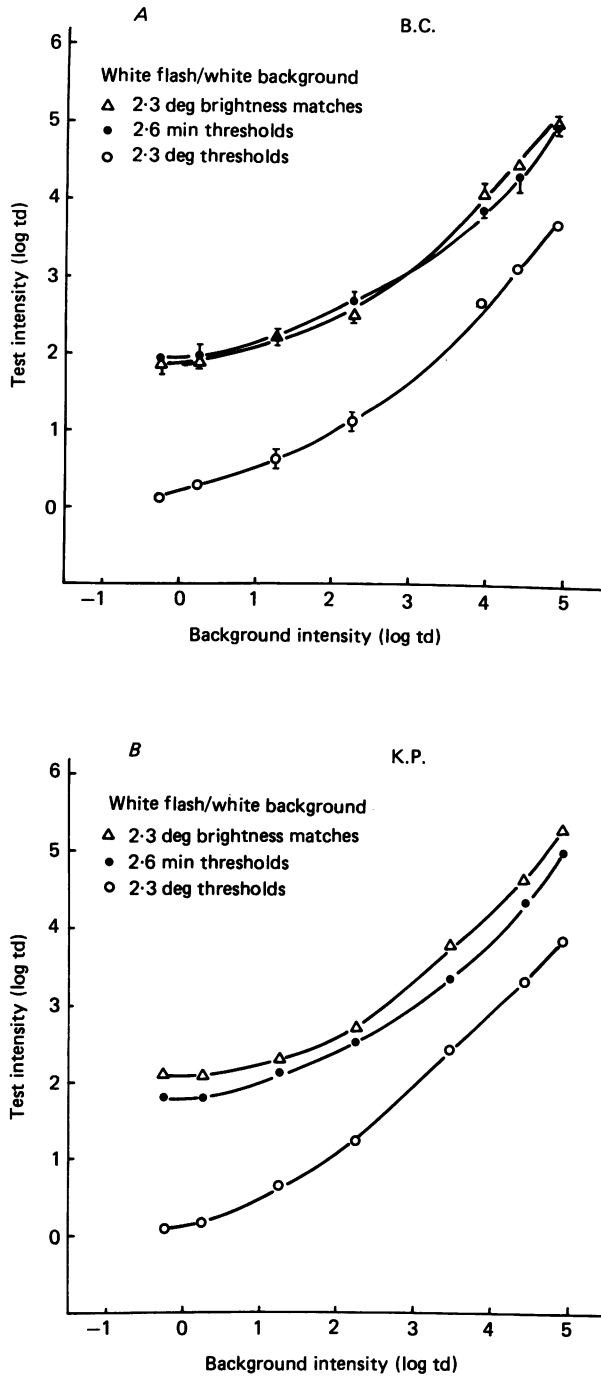 A
B.C.
White flash/white background
2·3 deg brightness matches
2·6 min thresholds
2·3 deg thresholds
6
5
4
3
2
1
0
Test intensity (log td)
−1 0 1 2 3 4 5
Background intensity (log td)
B
K.P.
White flash/white background
2·3 deg brightness matches
2·6 min thresholds
2·3 deg thresholds
6
5
4
3
2
1
0
Test intensity (log td)
−1 0 1 2 3 4 5
Background intensity (log td)